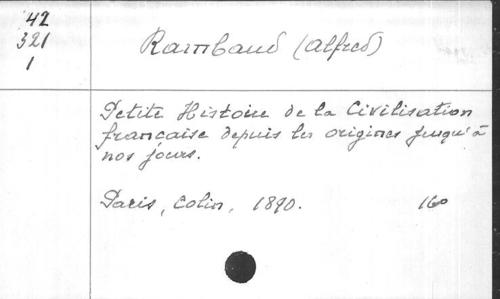 42
321
1
Rambaud (Alfred)
Petite Histoire de la Civilisation
française depuis les origines jusqu'à
nos jours.
Paris, Colin, 1890. 16°